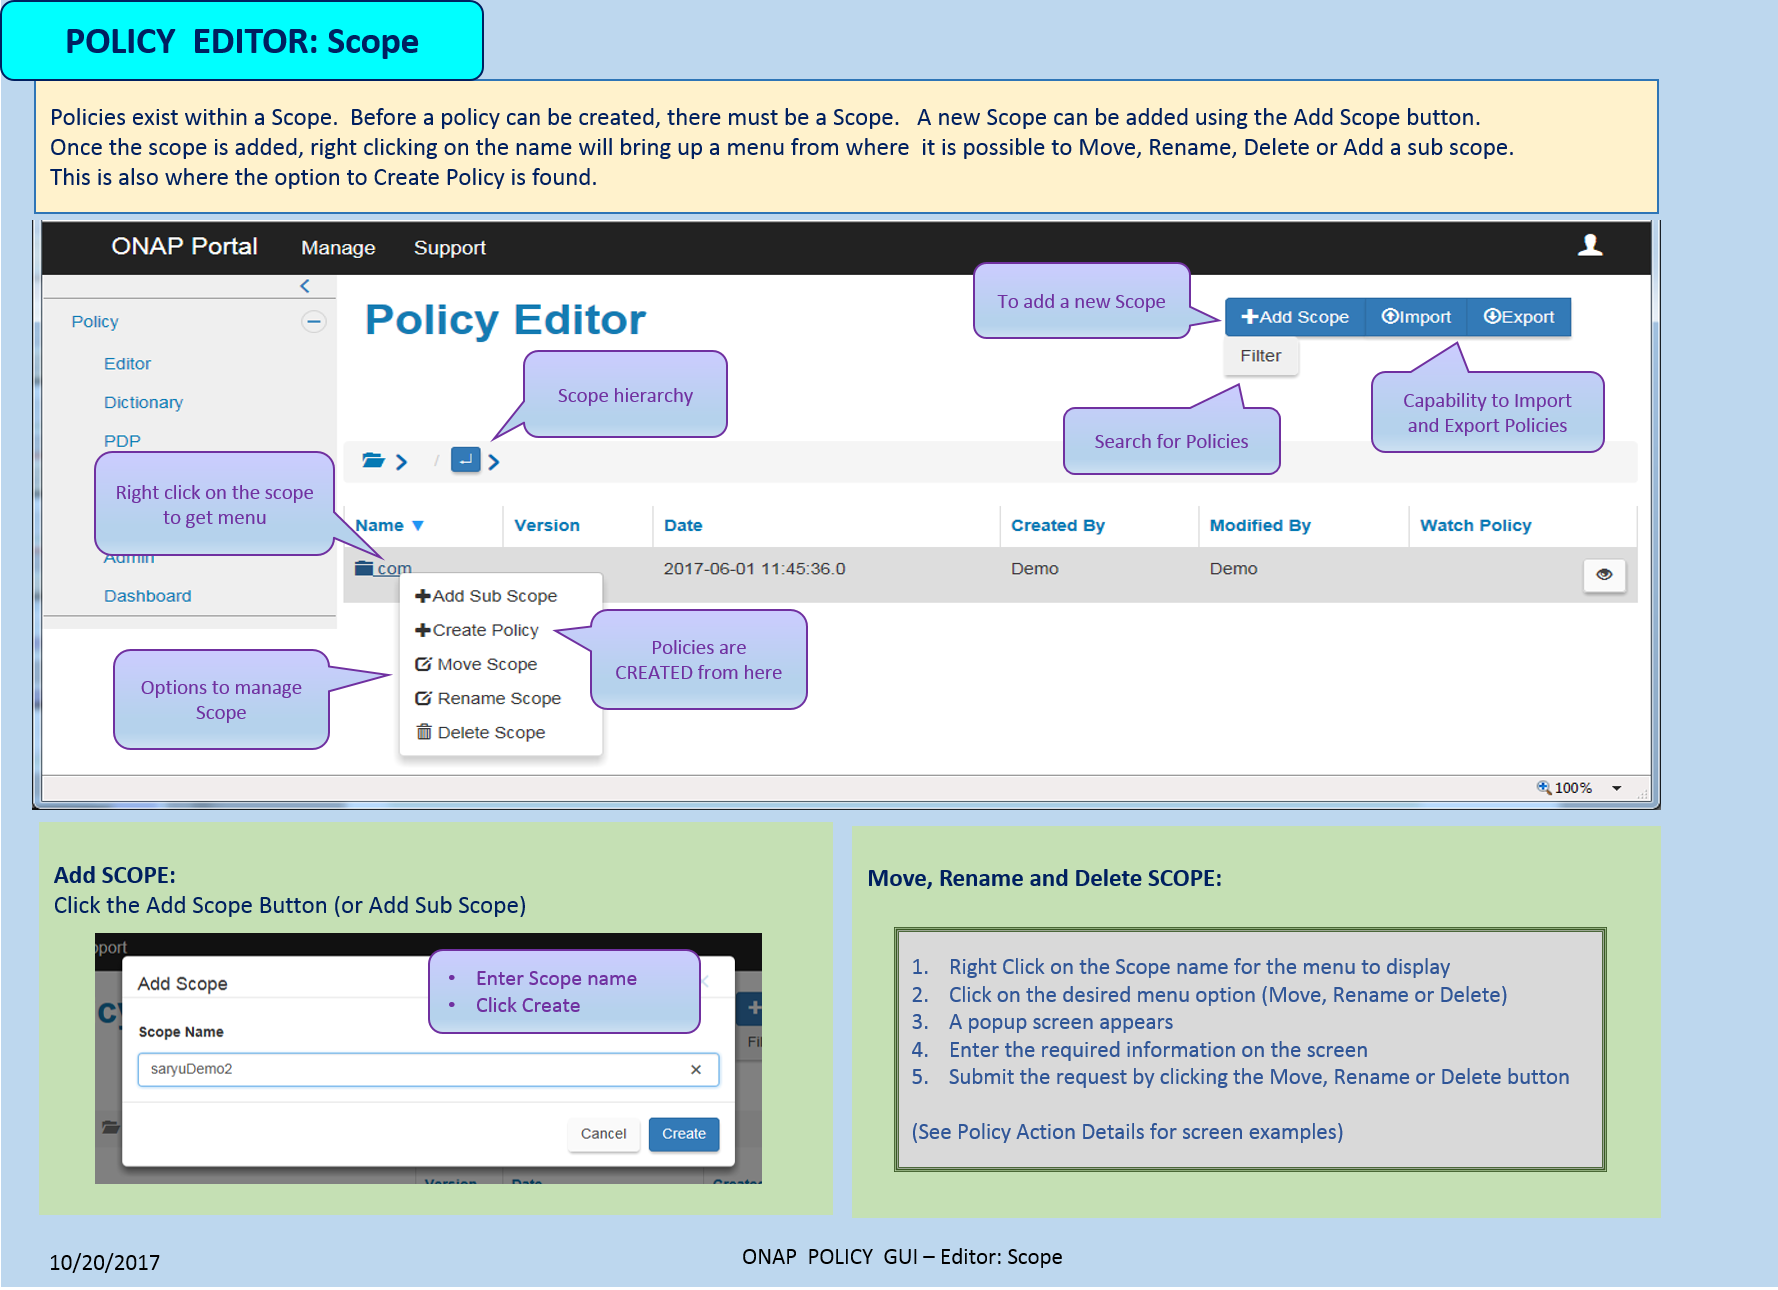 POLICY  EDITOR: Scope
Policies exist within a Scope.  Before a policy can be created, there must be a Scope.   A new Scope can be added using the Add Scope button.
Once the scope is added, right clicking on the name will bring up a menu from where  it is possible to Move, Rename, Delete or Add a sub scope.
This is also where the option to Create Policy is found.
ONAP Portal Manage Support
Policy
Editor
Dictionary
PDP
Admin
Dashboard
Policy Editor
To add a new Scope
Add Scope Import Export
Filter
Scope hierarchy
Search for Policies
Capability to Import
and Export Policies
/
Right click on the scope
to get menu
Name Version Date Created By Modified By Watch Policy
com 2017-06-01 11:45:36.0 Demo Demo
Add Sub Scope
Create Policy
Move Scope
Rename Scope
Delete Scope
Policies are
CREATED from here
Options to manage
Scope
100%
Add SCOPE:
Click the Add Scope Button (or Add Sub Scope)
pport
Add Scope
• Enter Scope name
• Click Create
Scope Name
saryuDemo2
Cancel Create
Fil
Version Date Create
Move, Rename and Delete SCOPE:
1. Right Click on the Scope name for the menu to display
2. Click on the desired menu option (Move, Rename or Delete)
3. A popup screen appears
4. Enter the required information on the screen
5. Submit the request by clicking the Move, Rename or Delete button
(See Policy Action Details for screen examples)
10/20/2017
ONAP  POLICY  GUI – Editor: Scope